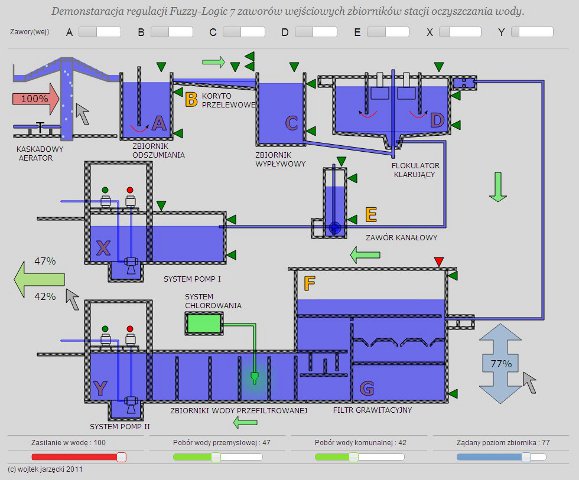 Demonstaracja regulacji Fuzzy-Logic 7 zaworów wejściowych zbiorników stacji oczyszczania wody.
Zawory(wej) A B C D E X Y
100%
KASKADOWY
AERATOR
A
ZBIORNIK
ODSZUMIANIA
B
KORYTO
PRZELEWOWE
C
ZBIORNIK
WYPŁYWOWY
D
FLOKULATOR
KLARUJĄCY
E
ZAWÓR KANAŁOWY
X
SYSTEM POMP I
47%
42%
SYSTEM
CHLOROWANIA
F
G
77%
Y
SYSTEM POMP II
ZBIORNIKI WODY PRZEFILTROWANEJ
FILTR GRAWITACYJNY
Zasilanie w wodę : 100
Pobór wody przemysłowej : 47
Pobór wody komunalnej : 42
Żądany poziom zbiornika : 77
(c) wojtek jarzęcki 2011